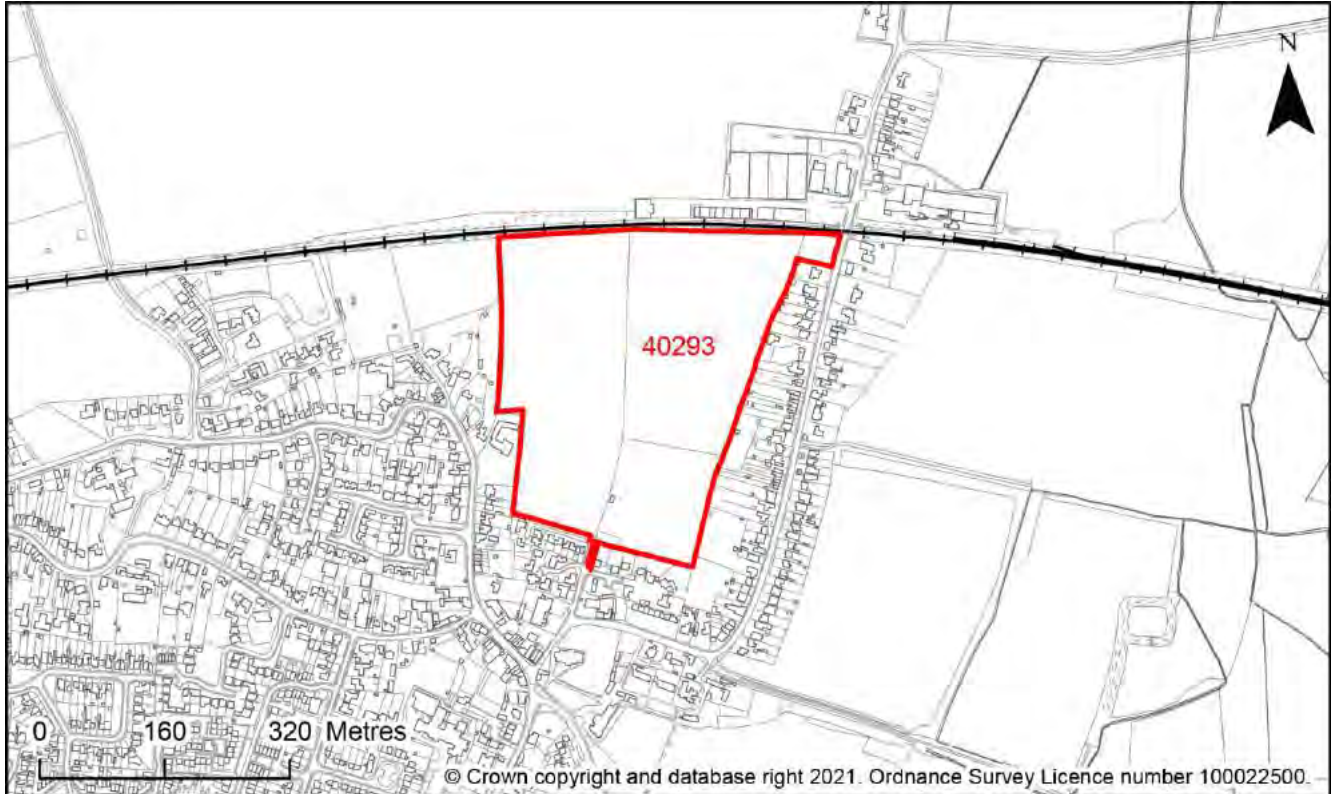 N
40293
0 160 320 Metres
© Crown copyright and database right 2021. Ordnance Survey Licence number 100022500.